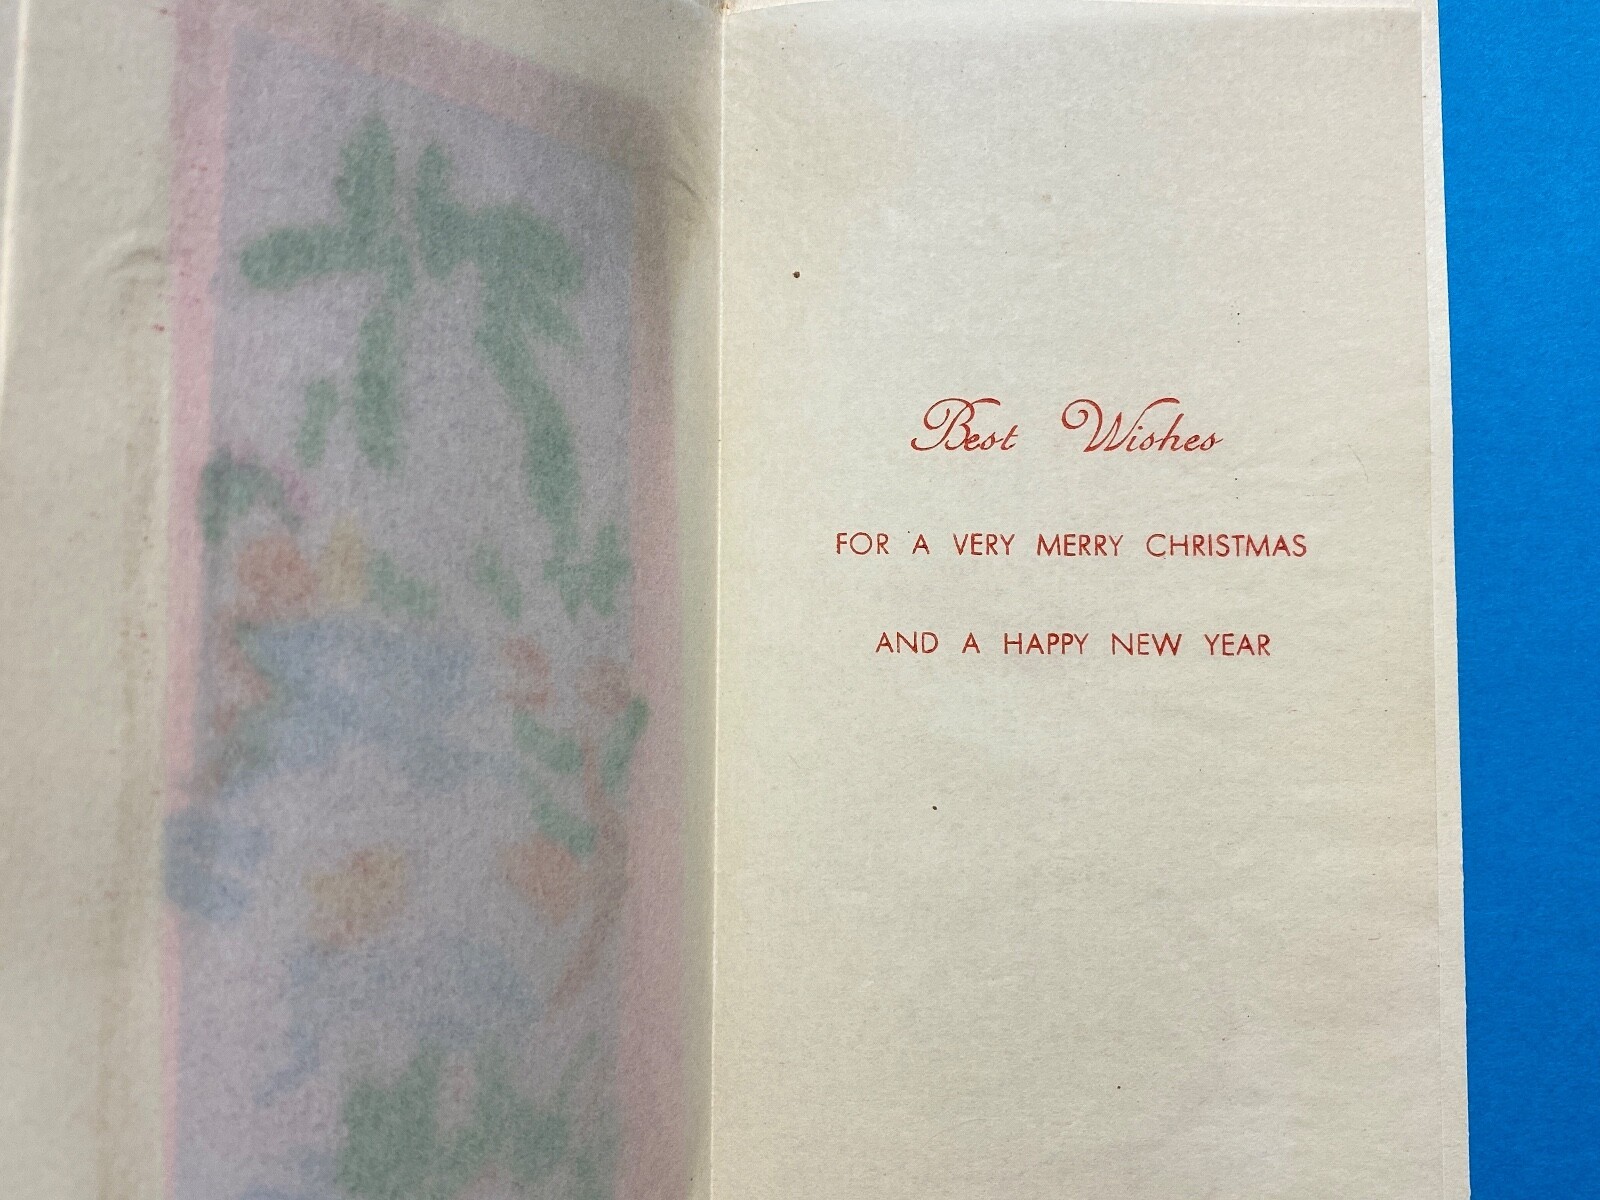 Best Wishes
FOR A VERY MERRY CHRISTMAS
AND A HAPPY NEW YEAR